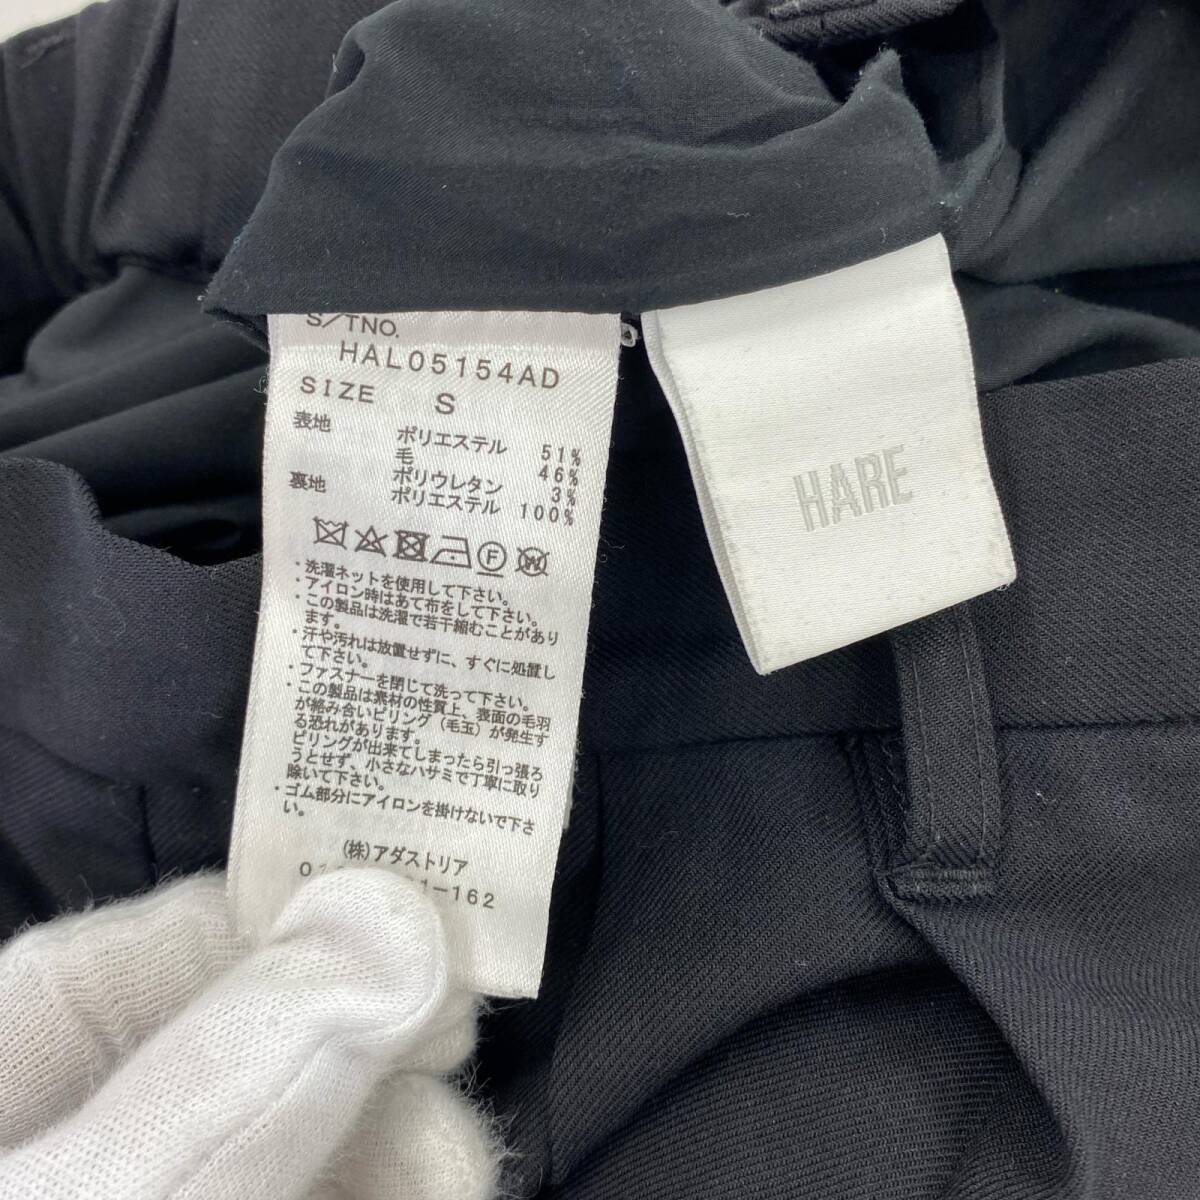 S/TNO.
HAL05154AD
SIZE S
表地 ポリエステル 51%
毛 46%
ポリウレタン 3%
裏地 ポリエステル 100%
F W
・洗濯ネットを使用して下さい。
・アイロン時はあて布をして下さい。
・この製品は洗濯で若干縮むことがあり
ます。
・汗や汚れは放置せずに、すぐに処置し
て下さい。
・ファスナーを閉じて洗って下さい。
・この製品は素材の性質上、表面の毛羽
が絡み合いピリング(毛玉)が発生す
る恐れがあります。
ピリングが出来てしまったら引っ張ろ
うとせず、小さなハサミで丁寧に取り
除いて下さい。
・ゴム部分にアイロンを掛けないで下さ
い。
(株)アダストリア
1-162
HARE